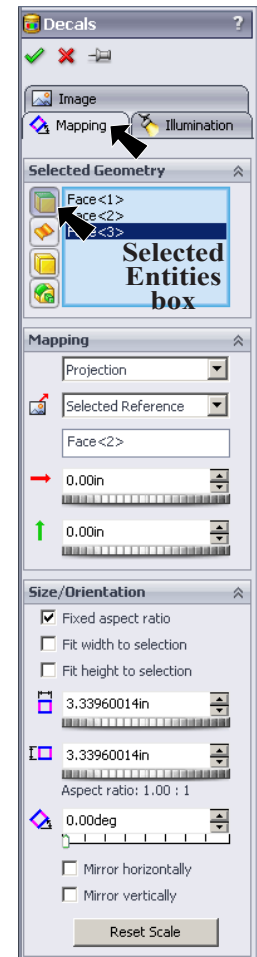 Decals ?
Image
Mapping Illumination
Selected Geometry
Face<1>
Face<2>
Face<3>
Selected
Entities
box
Mapping
Projection
Selected Reference
Face<2>
0.00in
0.00in
Size/Orientation
Fixed aspect ratio
Fit width to selection
Fit height to selection
3.33960014in
3.33960014in
Aspect ratio: 1.00 : 1
0.00deg
Mirror horizontally
Mirror vertically
Reset Scale